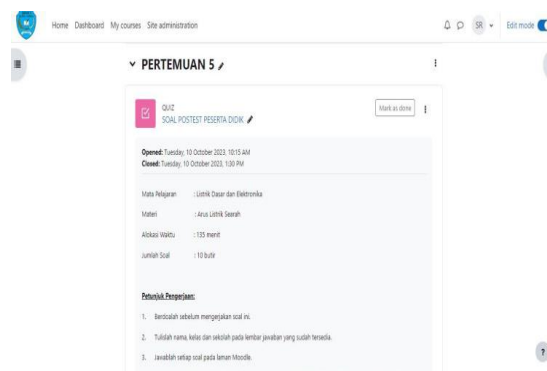 Home Dashboard My courses Site administration SR Edit mode
PERTEMUAN 5
QUIZ
SOAL POSTEST PESERTA DIDIK
Mark as done
Opened: Tuesday, 10 October 2023, 10:15 AM
Closed: Tuesday, 10 October 2023, 1:00 PM
Mata Pelajaran : Listrik Dasar dan Elektronika
Materi : Arus Listrik Searah
Alokasi Waktu : 135 menit
Jumlah Soal : 10 butir
Petunjuk Pengerjaan:
1. Berdoalah sebelum mengerjakan soal ini.
2. Tulislah nama, kelas dan sekolah pada lembar jawaban yang sudah tersedia.
3. Jawablah setiap soal pada laman Moodle.
?